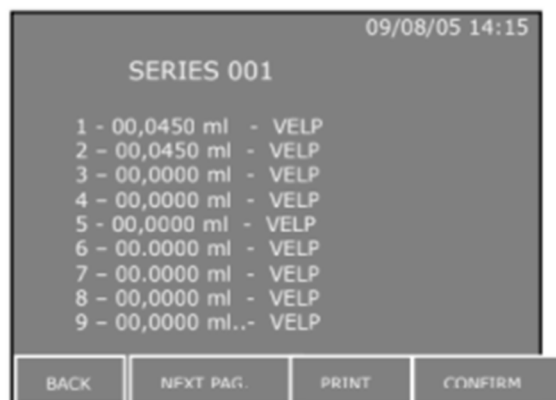 09/08/05 14:15
SERIES 001
1 - 00,0450 ml - VELP
2 – 00,0450 ml - VELP
3 – 00,0000 ml - VELP
4 – 00,0000 ml - VELP
5 - 00,0000 ml - VELP
6 – 00.0000 ml - VELP
7 – 00.0000 ml - VELP
8 – 00,0000 ml - VELP
9 – 00,0000 ml..- VELP
BACK NEXT PAG. PRINT CONFIRM